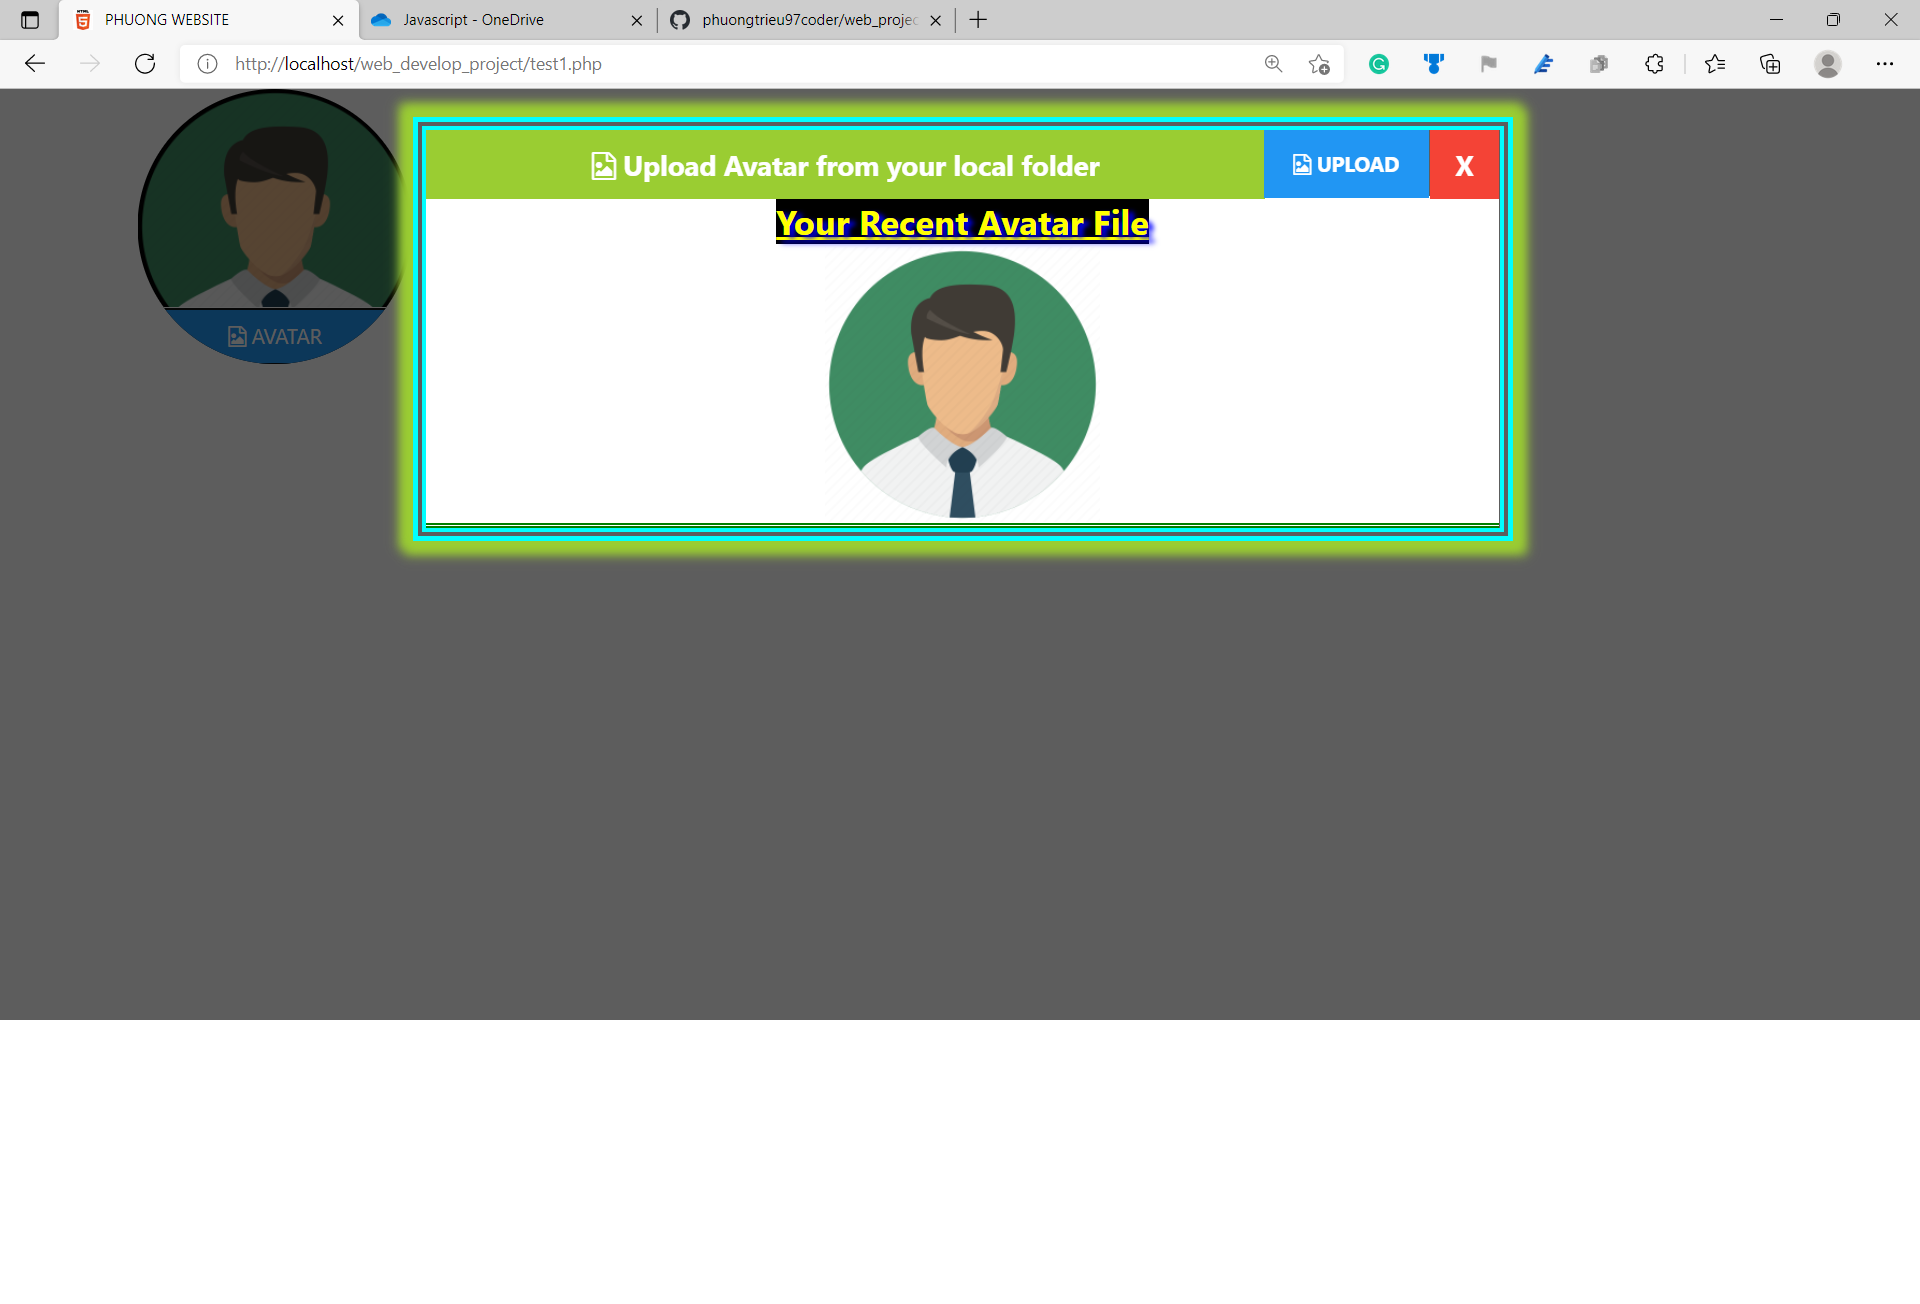 PHUONG WEBSITE
Javascript - OneDrive
phuongtrieu97coder/web_projec
http://localhost/web_develop_project/test1.php
Upload Avatar from your local folder
UPLOAD
X
Your Recent Avatar File
AVATAR